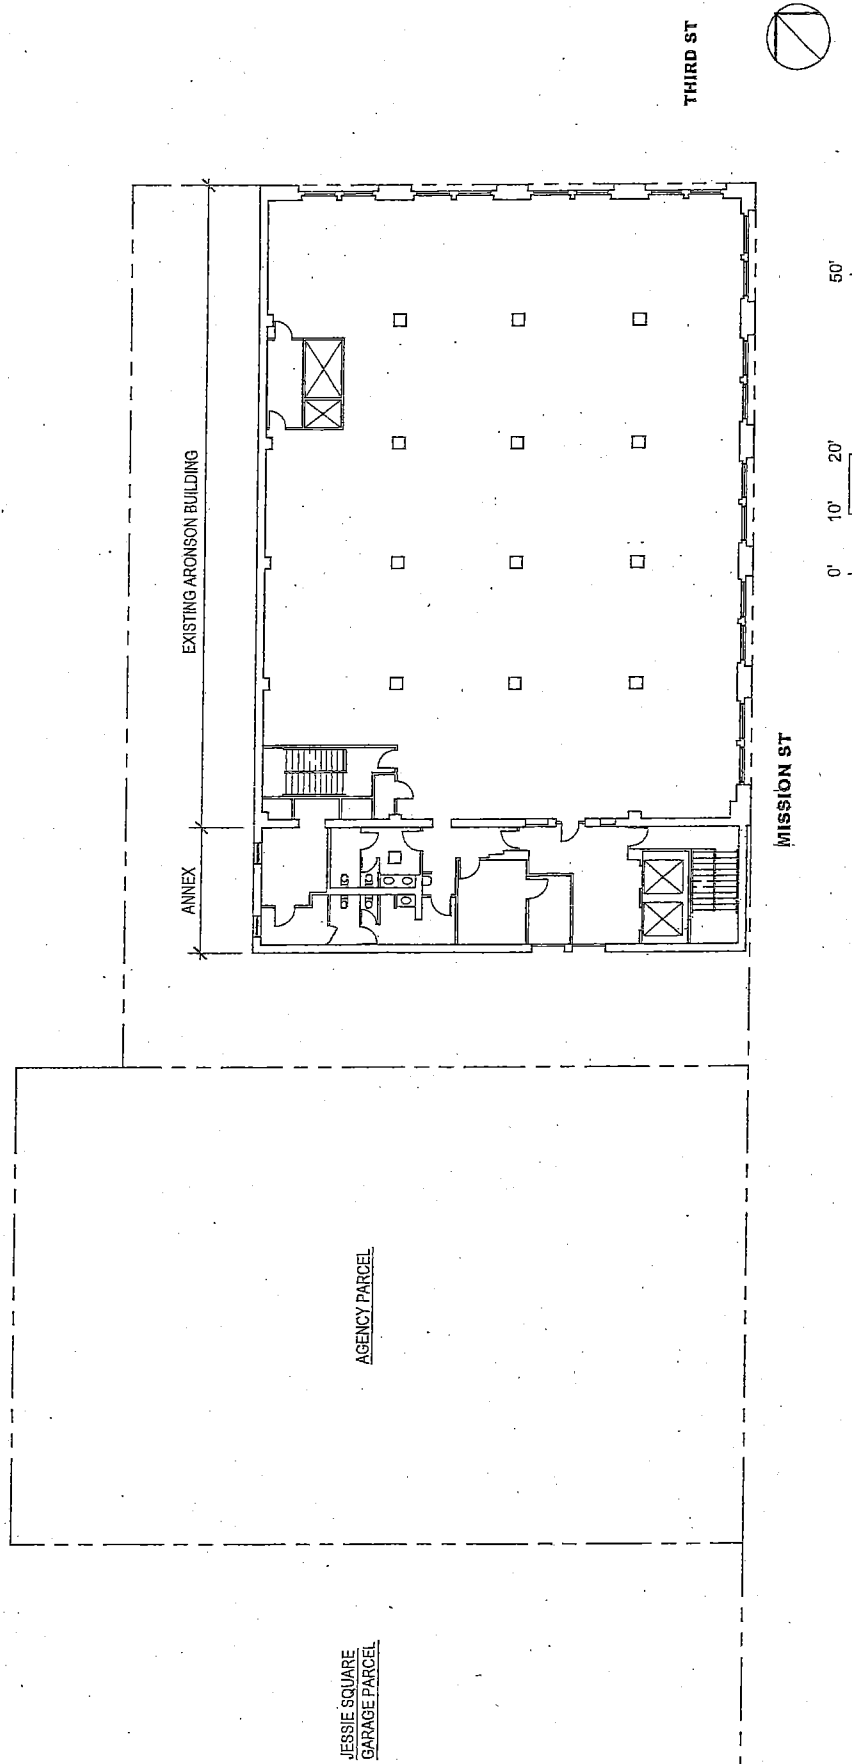 THIRD ST
EXISTING ARONSON BUILDING
ANNEX
MISSION ST
0' 10' 20' 50'
AGENCY PARCEL
JESSIE SQUARE
GARAGE PARCEL